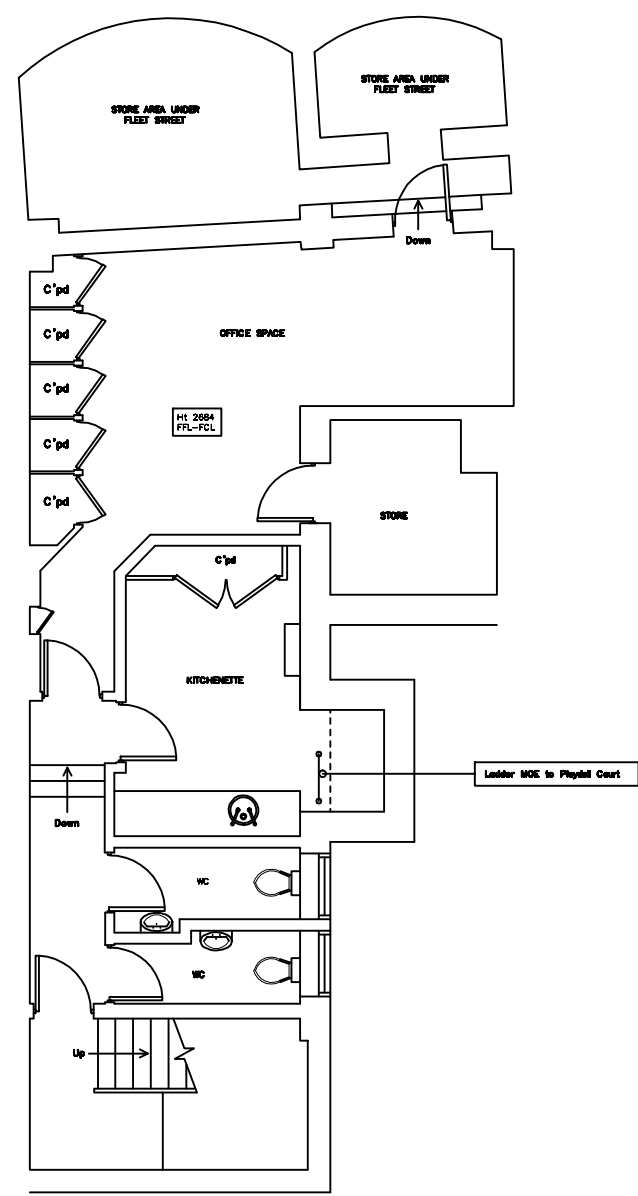 STORE AREA UNDER
FLEET STREET
STORE AREA UNDER
FLEET STREET
Down
C'pd
OFFICE SPACE
C'pd
C'pd
Ht 2684
FFL-FCL
C'pd
C'pd
STORE
C'pd
KITCHENETTE
Ladder MOE to Playdell Court
Down
WC
WC
Up